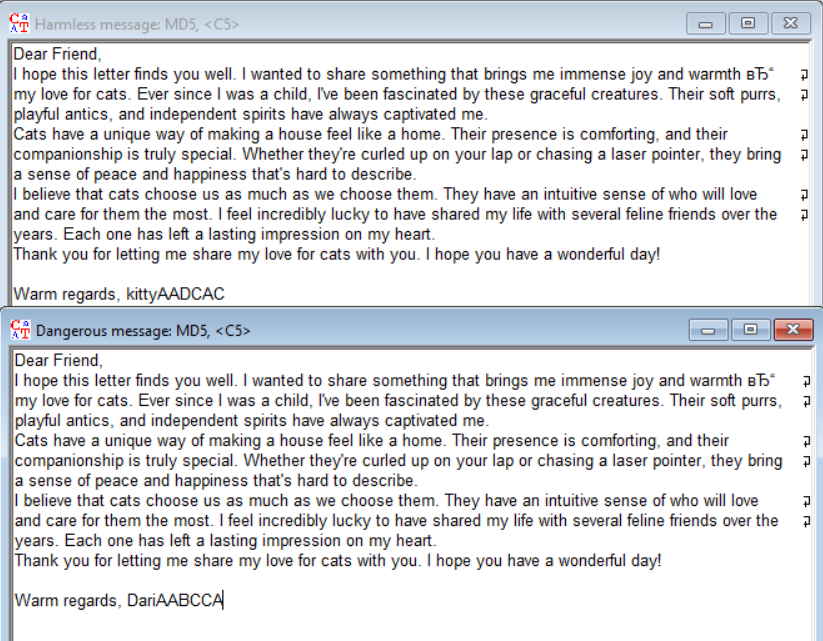 Harmless message: MD5, <C5>
Dear Friend,
I hope this letter finds you well. I wanted to share something that brings me immense joy and warmth вЂ“
my love for cats. Ever since I was a child, I've been fascinated by these graceful creatures. Their soft purrs,
playful antics, and independent spirits have always captivated me.
Cats have a unique way of making a house feel like a home. Their presence is comforting, and their
companionship is truly special. Whether they're curled up on your lap or chasing a laser pointer, they bring
a sense of peace and happiness that's hard to describe.
I believe that cats choose us as much as we choose them. They have an intuitive sense of who will love
and care for them the most. I feel incredibly lucky to have shared my life with several feline friends over the
years. Each one has left a lasting impression on my heart.
Thank you for letting me share my love for cats with you. I hope you have a wonderful day!
Warm regards, kittyAADCAC
Dangerous message: MD5, <C5>
Dear Friend,
I hope this letter finds you well. I wanted to share something that brings me immense joy and warmth вЂ“
my love for cats. Ever since I was a child, I've been fascinated by these graceful creatures. Their soft purrs,
playful antics, and independent spirits have always captivated me.
Cats have a unique way of making a house feel like a home. Their presence is comforting, and their
companionship is truly special. Whether they're curled up on your lap or chasing a laser pointer, they bring
a sense of peace and happiness that's hard to describe.
I believe that cats choose us as much as we choose them. They have an intuitive sense of who will love
and care for them the most. I feel incredibly lucky to have shared my life with several feline friends over the
years. Each one has left a lasting impression on my heart.
Thank you for letting me share my love for cats with you. I hope you have a wonderful day!
Warm regards, DariAABCCA